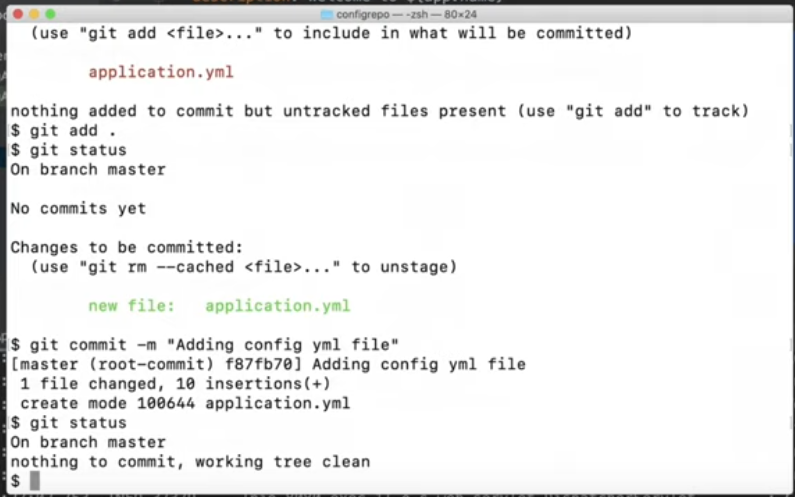 configrepo — -zsh — 80×24
(use "git add <file>..." to include in what will be committed)
application.yml
nothing added to commit but untracked files present (use "git add" to track)
$ git add .
$ git status
On branch master
No commits yet
Changes to be committed:
(use "git rm --cached <file>..." to unstage)
new file:   application.yml
$ git commit -m "Adding config yml file"
[master (root-commit) f87fb70] Adding config yml file
1 file changed, 10 insertions(+)
create mode 100644 application.yml
$ git status
On branch master
nothing to commit, working tree clean
$